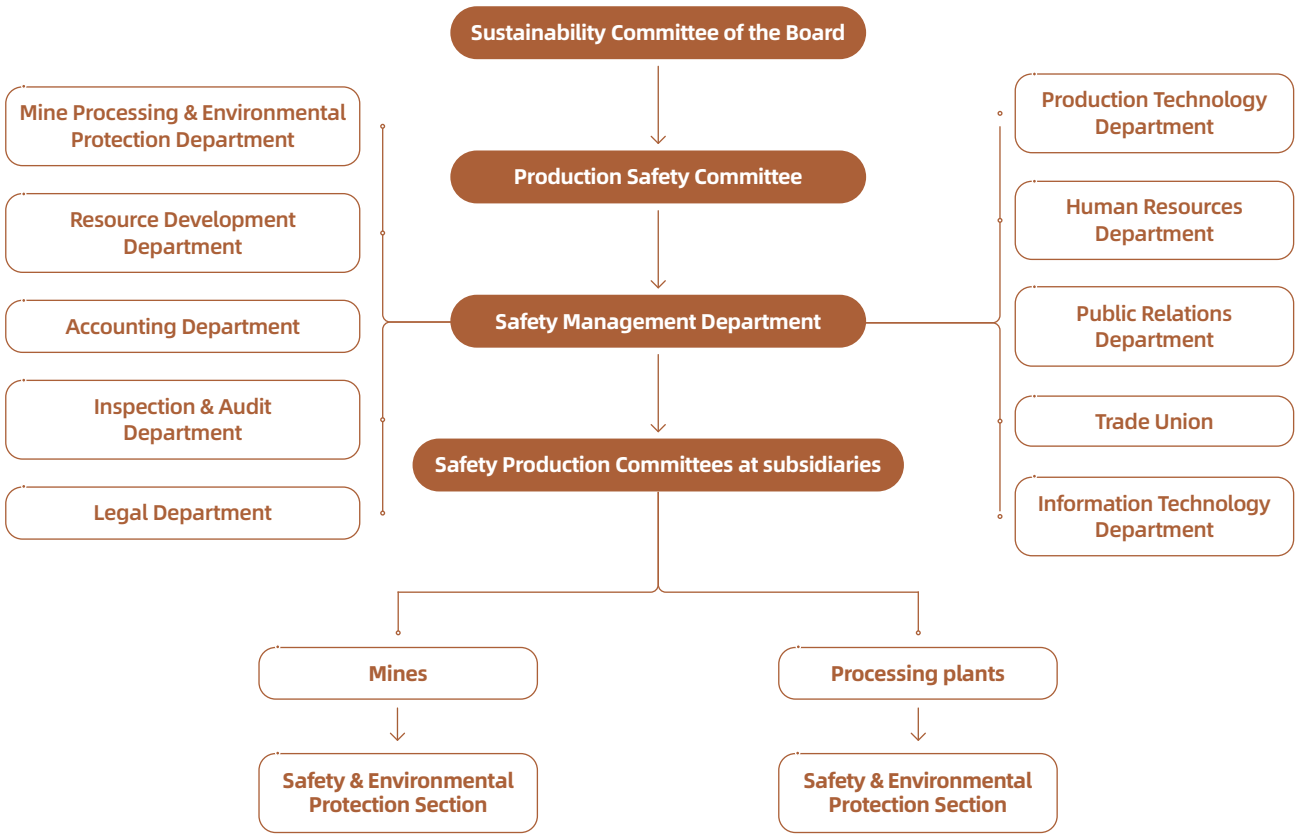 Sustainability Committee of the Board
Mine Processing & Environmental
Protection Department
Production Technology
Department
Production Safety Committee
Resource Development
Department
Human Resources
Department
Accounting Department
Safety Management Department
Public Relations
Department
Inspection & Audit
Department
Trade Union
Safety Production Committees at subsidiaries
Legal Department
Information Technology
Department
Mines
Processing plants
Safety & Environmental
Protection Section
Safety & Environmental
Protection Section